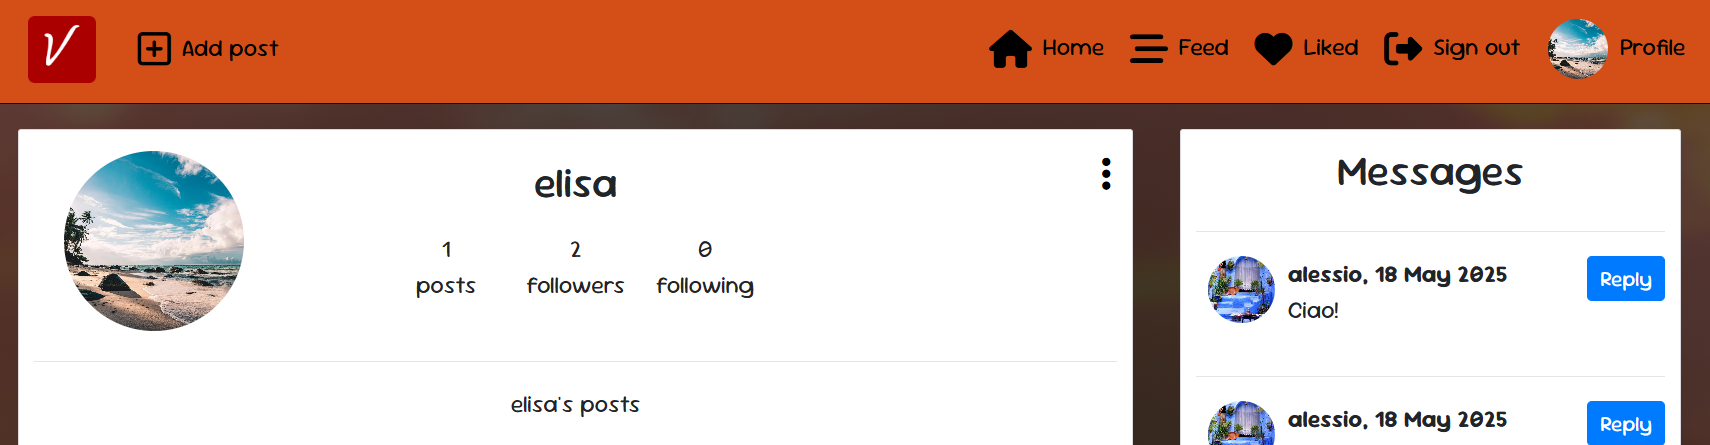 V
Add post
Home
Feed
Liked
Sign out
Profile
elisa
1 posts
2 followers
0 following
elisa's posts
Messages
alessio, 18 May 2025
Reply
Ciao!
alessio, 18 May 2025
Reply